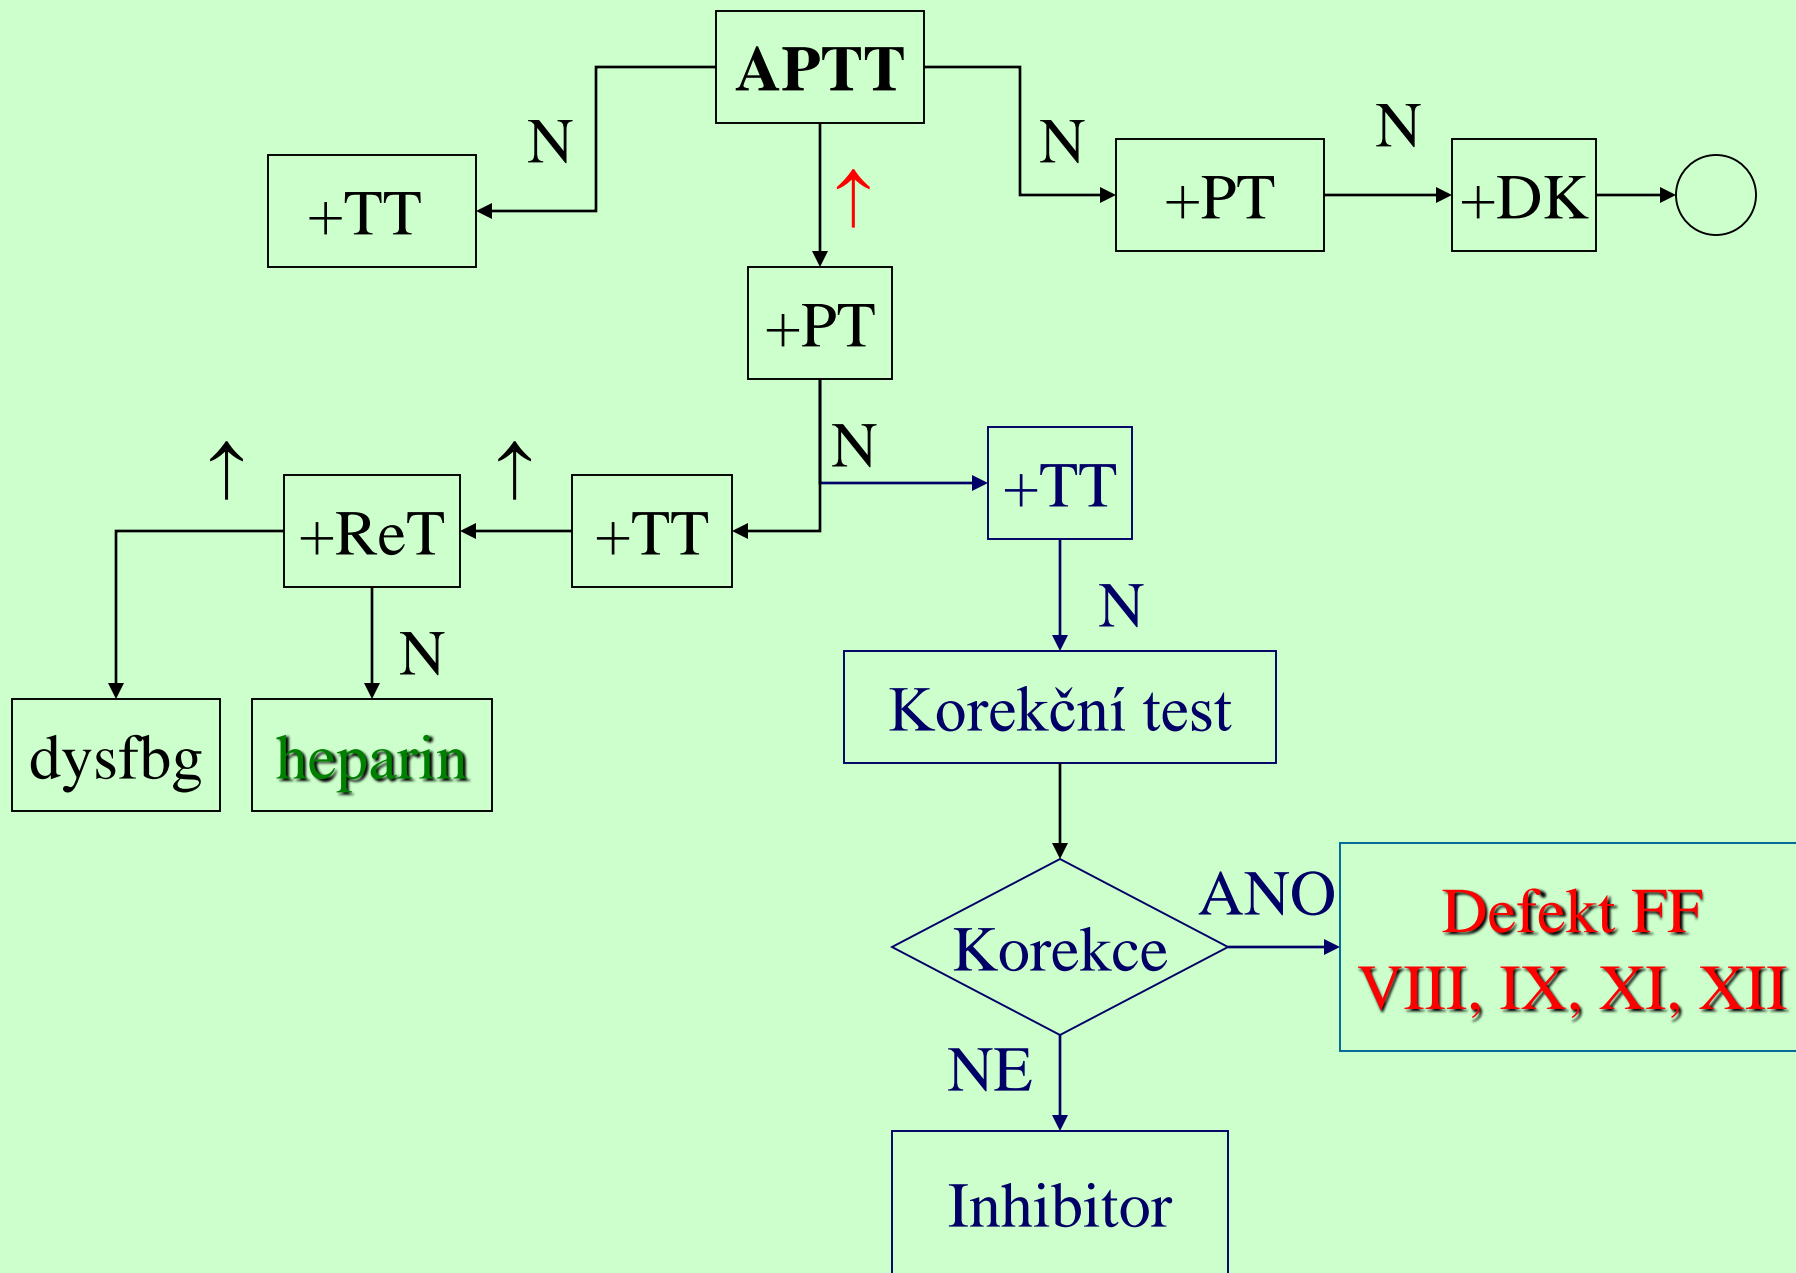 APTT
N
N
N
+TT
↑
+PT
+DK
+PT
↑
↑
N
+TT
+ReT
+TT
N
N
Korekční test
dysfbg
heparin
ANO
Defekt FF
VIII, IX, XI, XII
Korekce
NE
Inhibitor